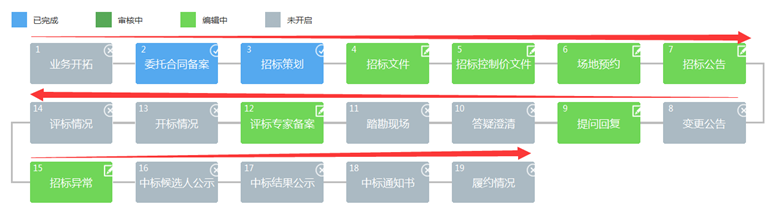 已完成 审核中 编辑中 未开启
1 业务开拓
2 委托合同备案
3 招标策划
4 招标文件
5 招标控制价文件
6 场地预约
7 招标公告
14 评标情况
13 开标情况
12 评标专家备案
11 踏勘现场
10 答疑澄清
9 提问回复
8 变更公告
15 招标异常
16 中标候选人公示
17 中标结果公示
18 中标通知书
19 履约情况